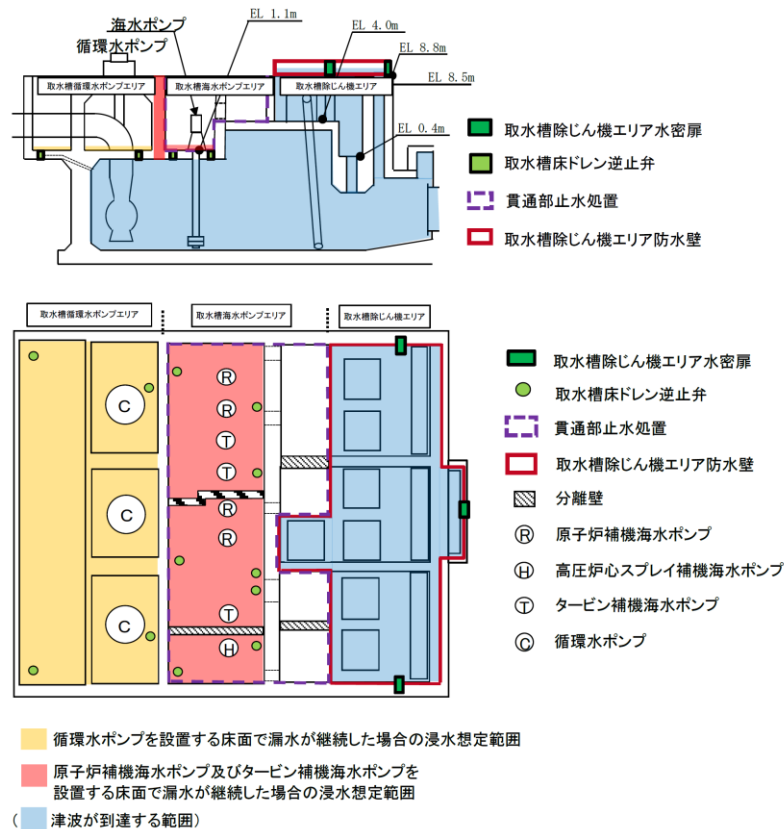 海水ポンプ
循環水ポンプ
EL 1.1m
EL 4.0m
EL 8.8m
EL 8.5m
取水槽循環水ポンプエリア
取水槽海水ポンプエリア
取水槽除じん機エリア
EL 0.4m
取水槽除じん機エリア水密扉
取水槽床ドレン逆止弁
貫通部止水処置
取水槽除じん機エリア防水壁
取水槽循環水ポンプエリア
取水槽海水ポンプエリア
取水槽除じん機エリア
C
C
C
R
R
T
T
R
R
T
H
取水槽除じん機エリア水密扉
取水槽床ドレン逆止弁
貫通部止水処置
取水槽除じん機エリア防水壁
分離壁
R 原子炉補機海水ポンプ
H 高圧炉心スプレイ補機海水ポンプ
T タービン補機海水ポンプ
C 循環水ポンプ
循環水ポンプを設置する床面で漏水が継続した場合の浸水想定範囲
原子炉補機海水ポンプ及びタービン補機海水ポンプを
設置する床面で漏水が継続した場合の浸水想定範囲
( 津波が到達する範囲)